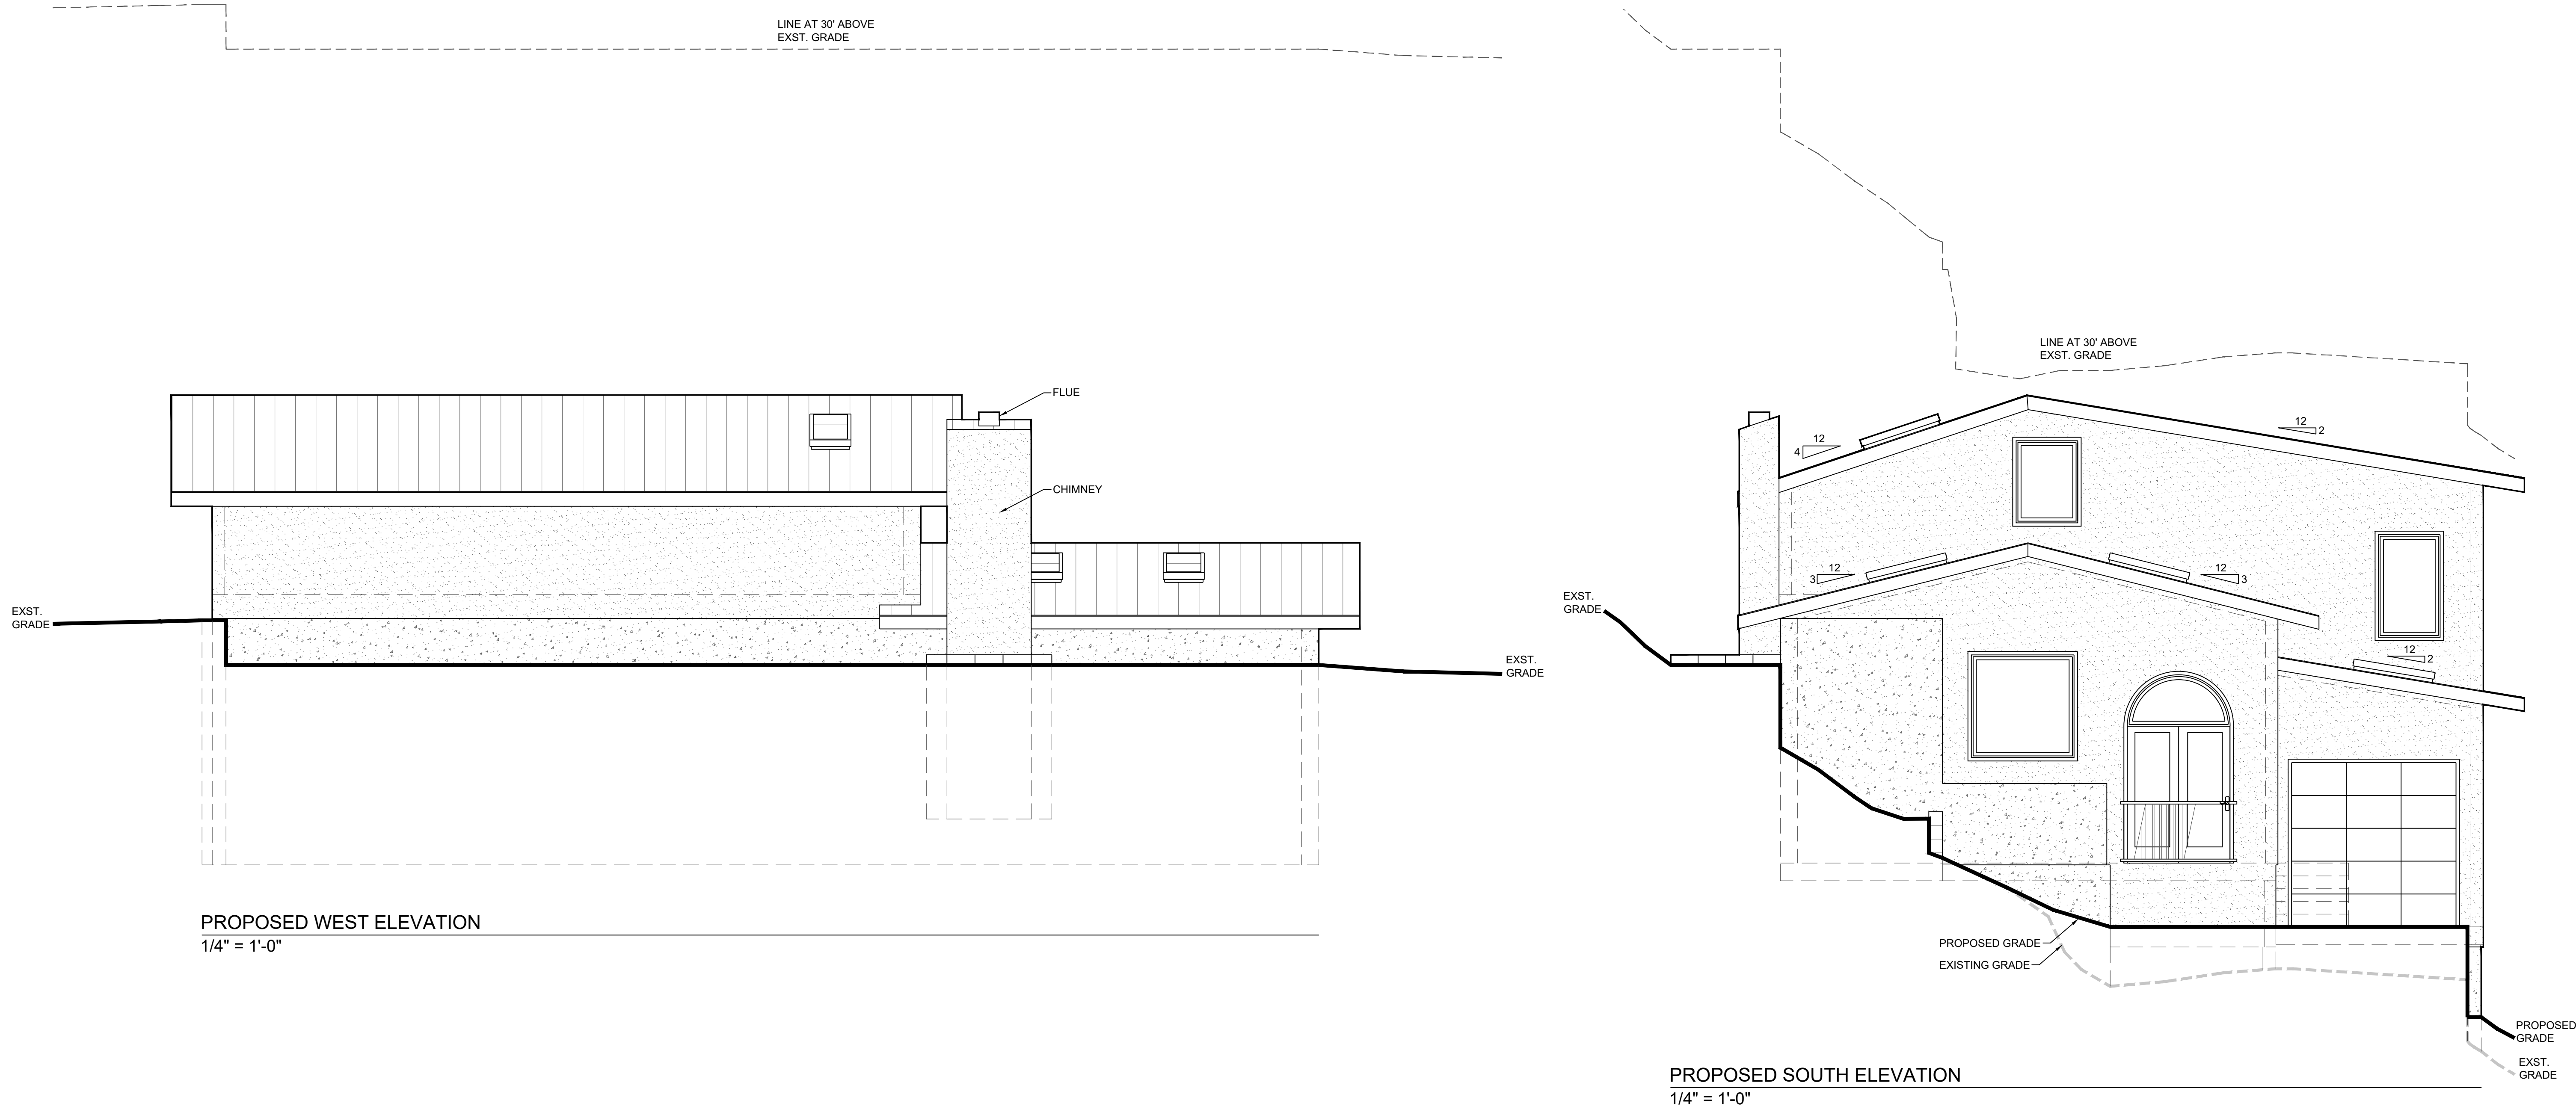 LINE AT 30' ABOVE
EXST. GRADE
FLUE
CHIMNEY
EXST.
GRADE
EXST.
GRADE
PROPOSED WEST ELEVATION
1/4" = 1'-0"
LINE AT 30' ABOVE
EXST. GRADE
12
4
12
2
12
3
12
3
12
2
EXST.
GRADE
PROPOSED GRADE
EXISTING GRADE
PROPOSED
GRADE
EXST.
GRADE
PROPOSED SOUTH ELEVATION
1/4" = 1'-0"